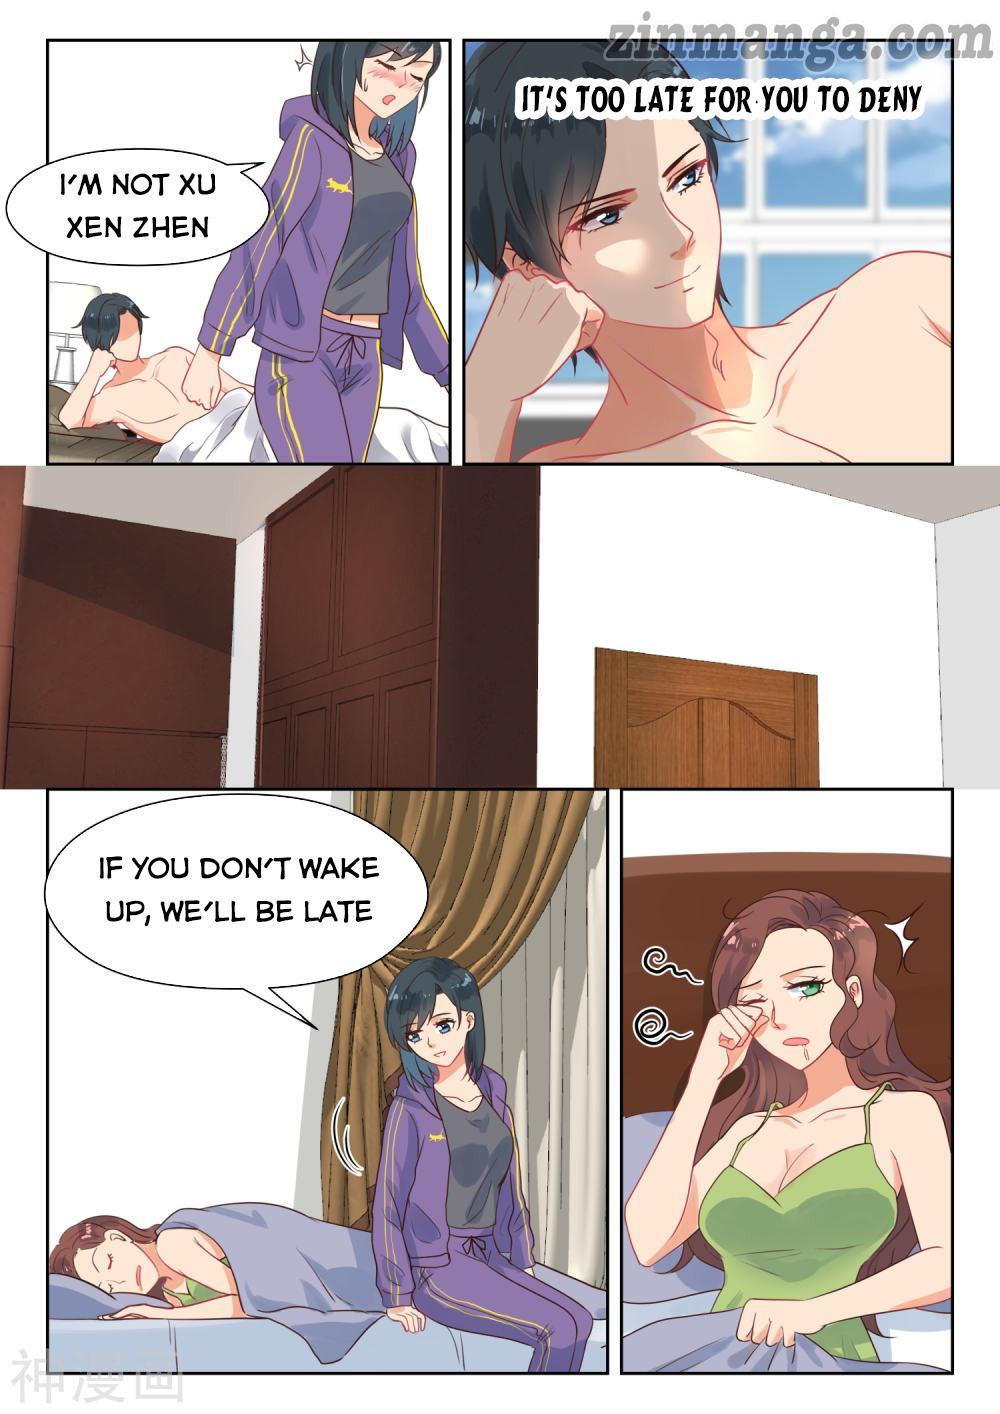 zinmanga.com
I'M NOT XU
XEN ZHEN
IT'S TOO LATE FOR YOU TO DENY
IF YOU DON'T WAKE
UP, WE'LL BE LATE
神漫画